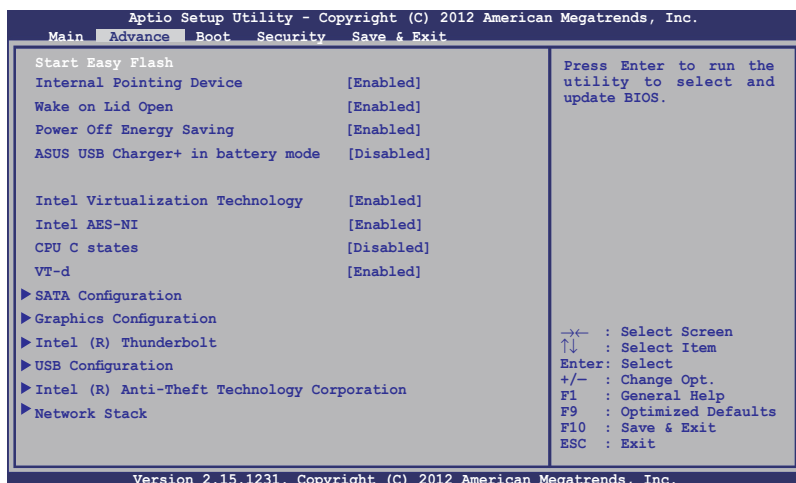 Aptio Setup Utility - Copyright (C) 2012 American Megatrends, Inc.
Main Advance Boot Security Save & Exit
Start Easy Flash
Internal Pointing Device [Enabled]
Wake on Lid Open [Enabled]
Power Off Energy Saving [Enabled]
ASUS USB Charger+ in battery mode [Disabled]
Intel Virtualization Technology [Enabled]
Intel AES-NI [Enabled]
CPU C states [Disabled]
VT-d [Enabled]
SATA Configuration
Graphics Configuration
Intel (R) Thunderbolt
USB Configuration
Intel (R) Anti-Theft Technology Corporation
Network Stack
Press Enter to run the
utility to select and
update BIOS.
→← : Select Screen
↑↓ : Select Item
Enter: Select
+/— : Change Opt.
F1 : General Help
F9 : Optimized Defaults
F10 : Save & Exit
ESC : Exit
Version 2.15.1231. Copyright (C) 2012 American Megatrends, Inc.